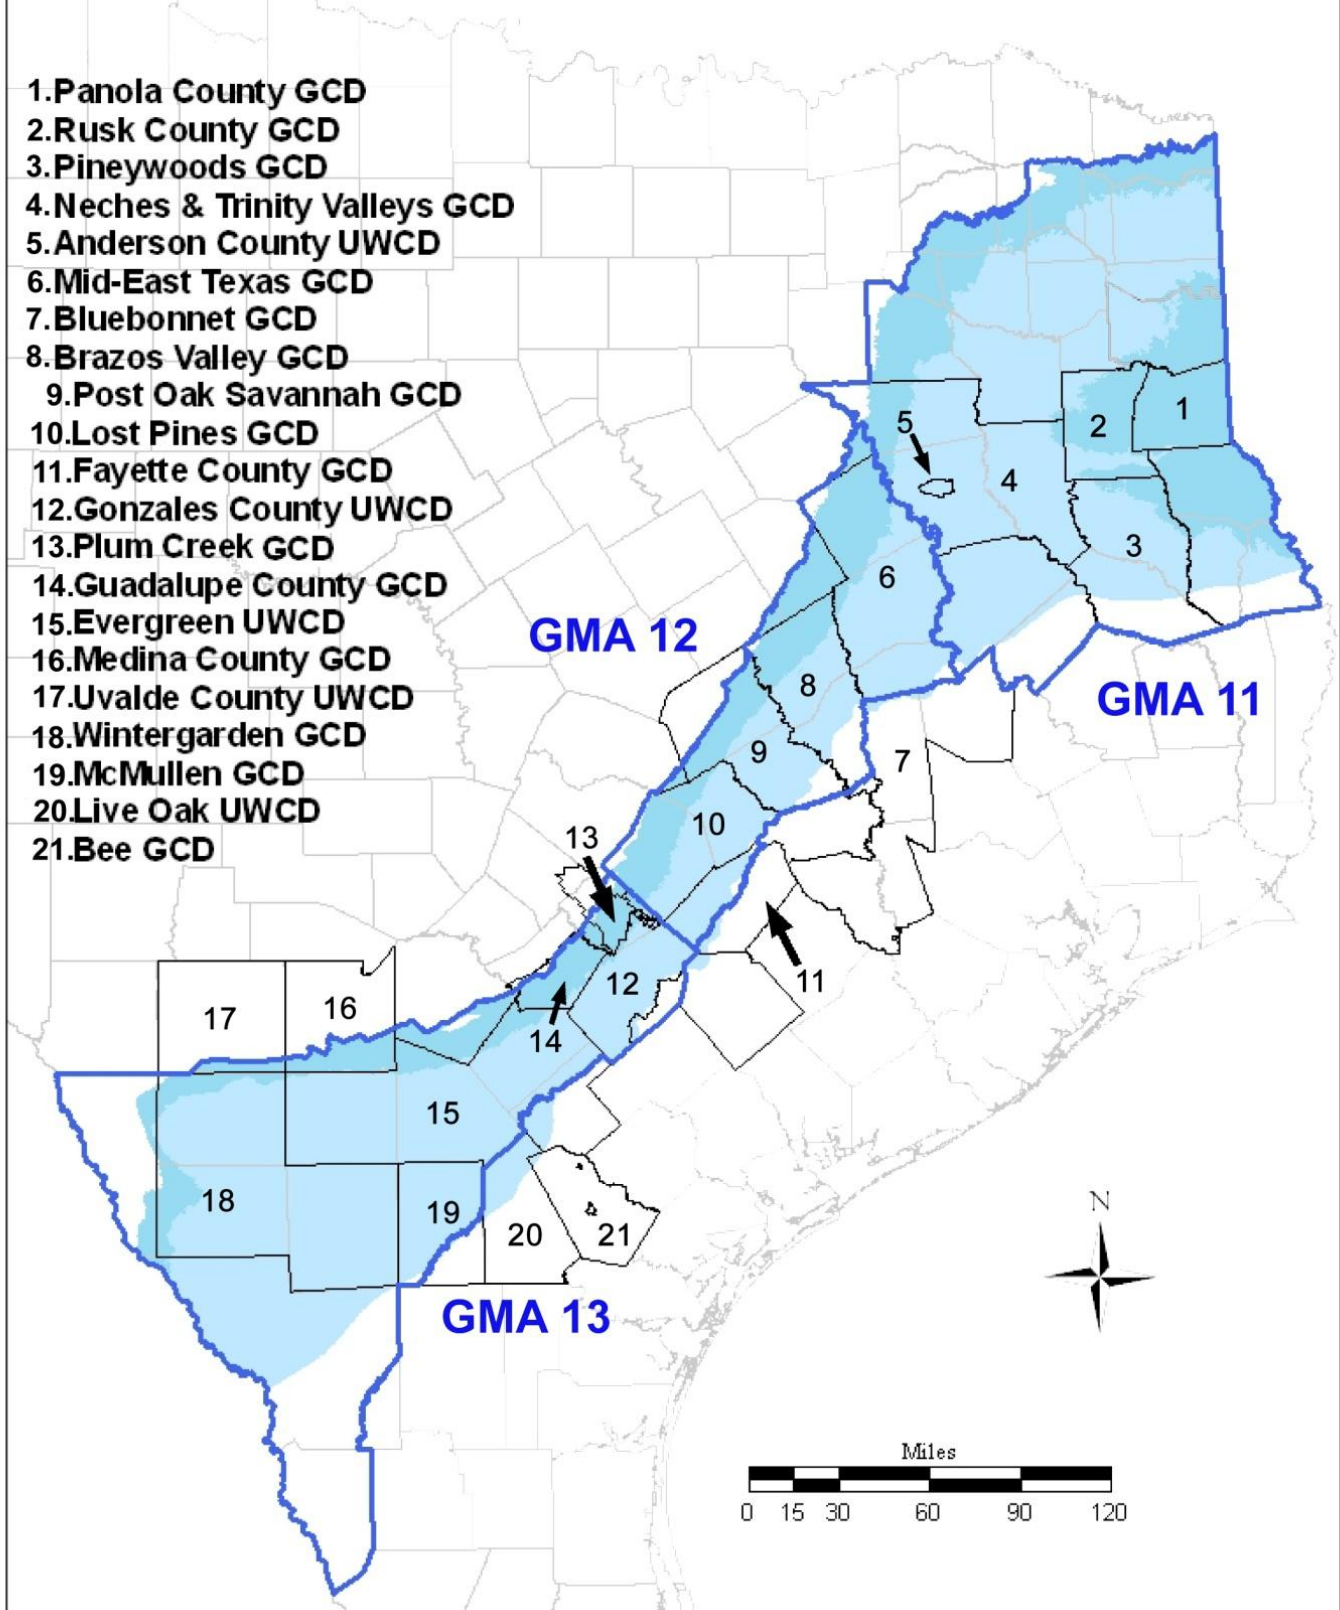 1.Panola County GCD
2.Rusk County GCD
3.Pineywoods GCD
4.Neches & Trinity Valleys GCD
5.Anderson County UWCD
6.Mid-East Texas GCD
7.Bluebonnet GCD
8.Brazos Valley GCD
9.Post Oak Savannah GCD
10.Lost Pines GCD
11.Fayette County GCD
12.Gonzales County UWCD
13.Plum Creek GCD
14.Guadalupe County GCD
15.Evergreen UWCD
16.Medina County GCD
17.Uvalde County UWCD
18.Wintergarden GCD
19.McMullen GCD
20.Live Oak UWCD
21.Bee GCD
5
2
1
4
3
6
GMA 12
8
GMA 11
9
7
10
13
12
11
14
17
16
15
18
19
20
21
GMA 13
N
Miles
0 15 30 60 90 120